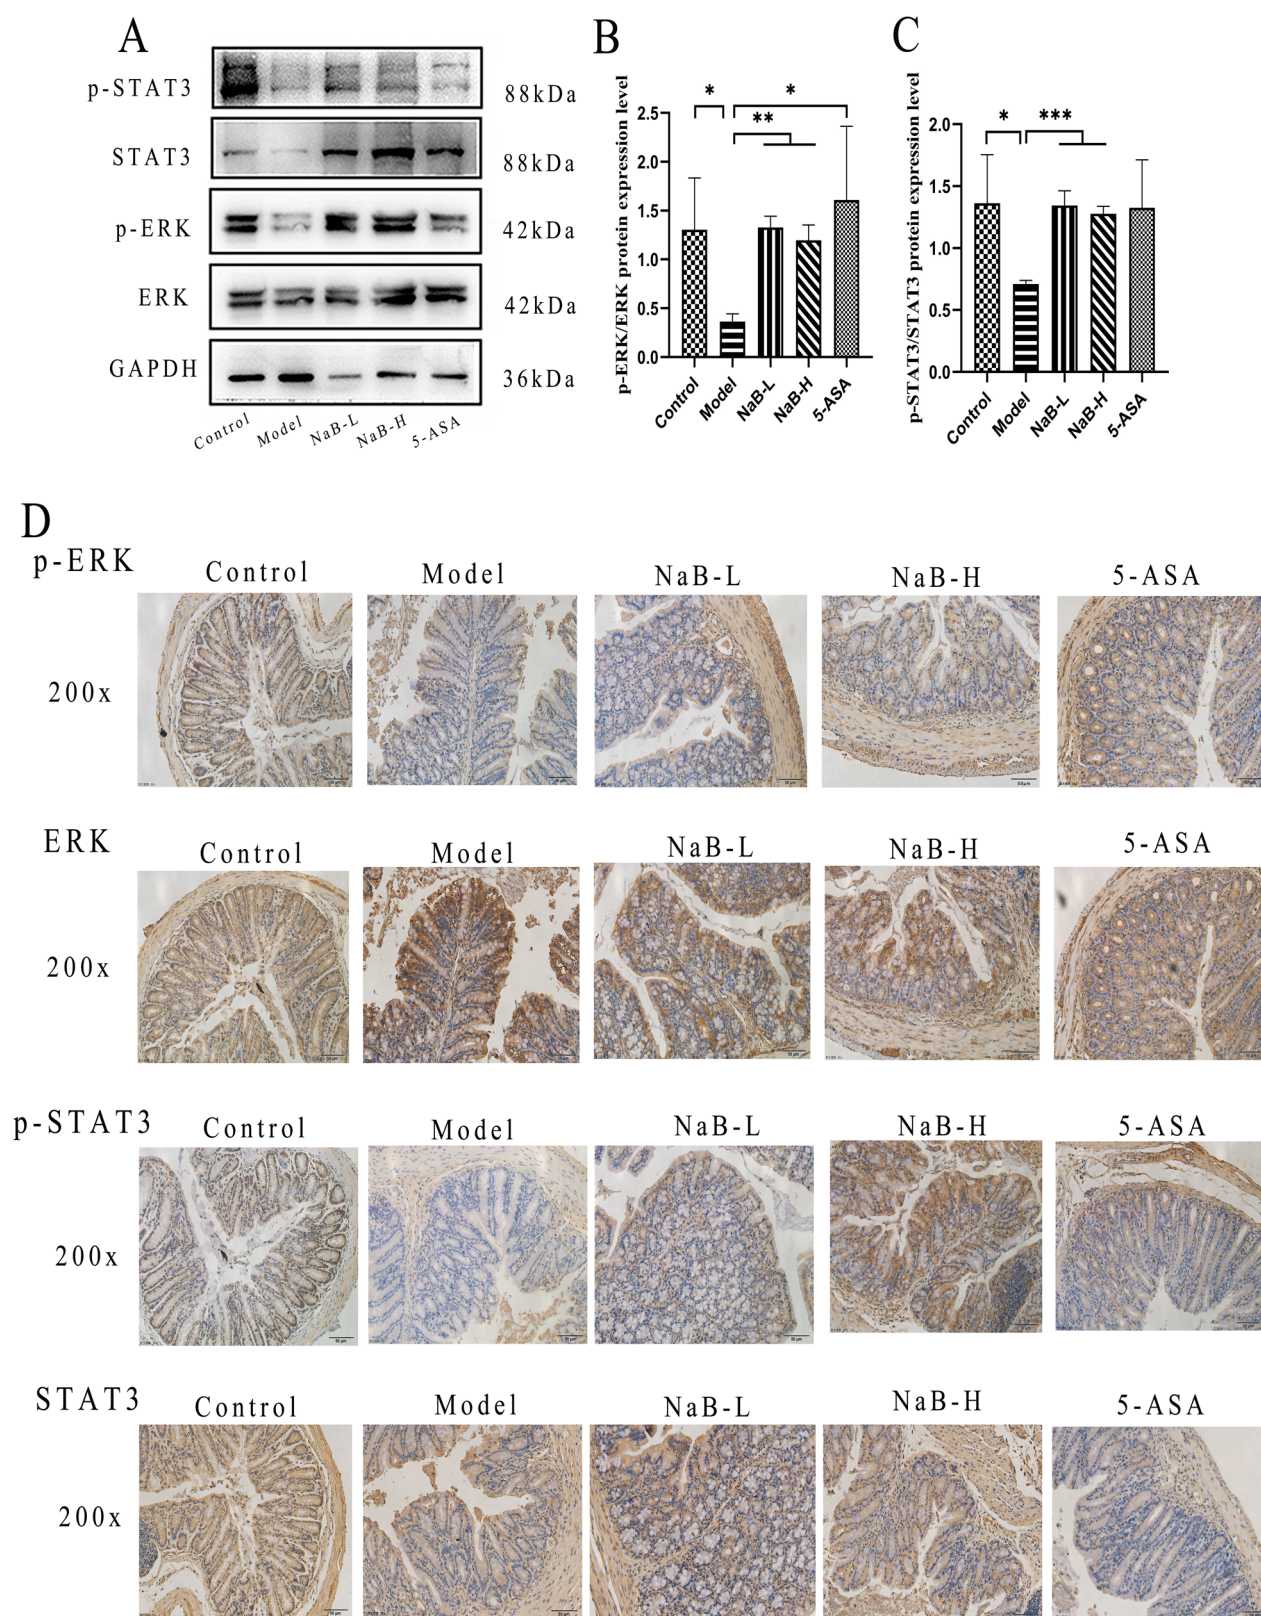 A
p-STAT3
88kDa
STAT3
88kDa
p-ERK
42kDa
ERK
42kDa
GAPDH
36kDa
Control Model NaB-L NaB-H 5-ASA
B
p-ERK/ERK protein expression level
2.5
2.0
1.5
1.0
0.5
0.0
* ** *
Control Model NaB-L NaB-H 5-ASA
C
p-STAT3/STAT3 protein expression level
2.0
1.5
1.0
0.5
0.0
* ***
Control Model NaB-L NaB-H 5-ASA
D
p-ERK
Control Model NaB-L NaB-H 5-ASA
200x
ERK
Control Model NaB-L NaB-H 5-ASA
200x
p-STAT3
Control Model NaB-L NaB-H 5-ASA
200x
50 μm
STAT3
Control Model NaB-L NaB-H 5-ASA
200x